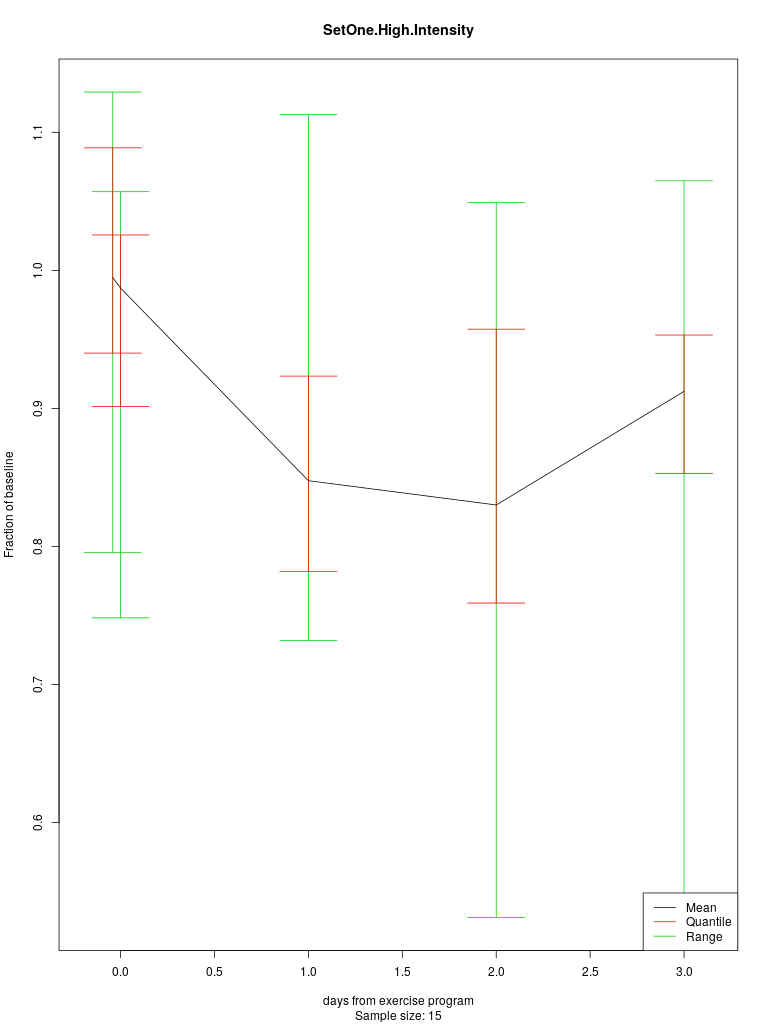 SetOne.High.Intensity
Fraction of baseline
1.1
1.0
0.9
0.8
0.7
0.6
0.0 0.5 1.0 1.5 2.0 2.5 3.0
Mean
Quantile
Range
days from exercise program
Sample size: 15